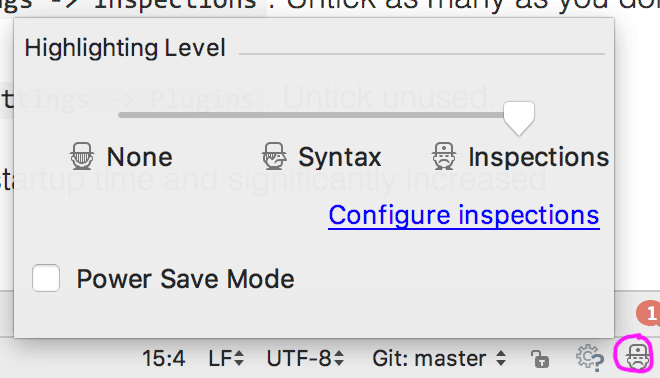 gs -> Inspections . Untick as many as you don
Highlighting Level
ttings -> Plugins . Untick unused.
None Syntax Inspections
startup time and significantly increased
Configure inspections
Power Save Mode
1
15:4 LF UTF-8 Git: master